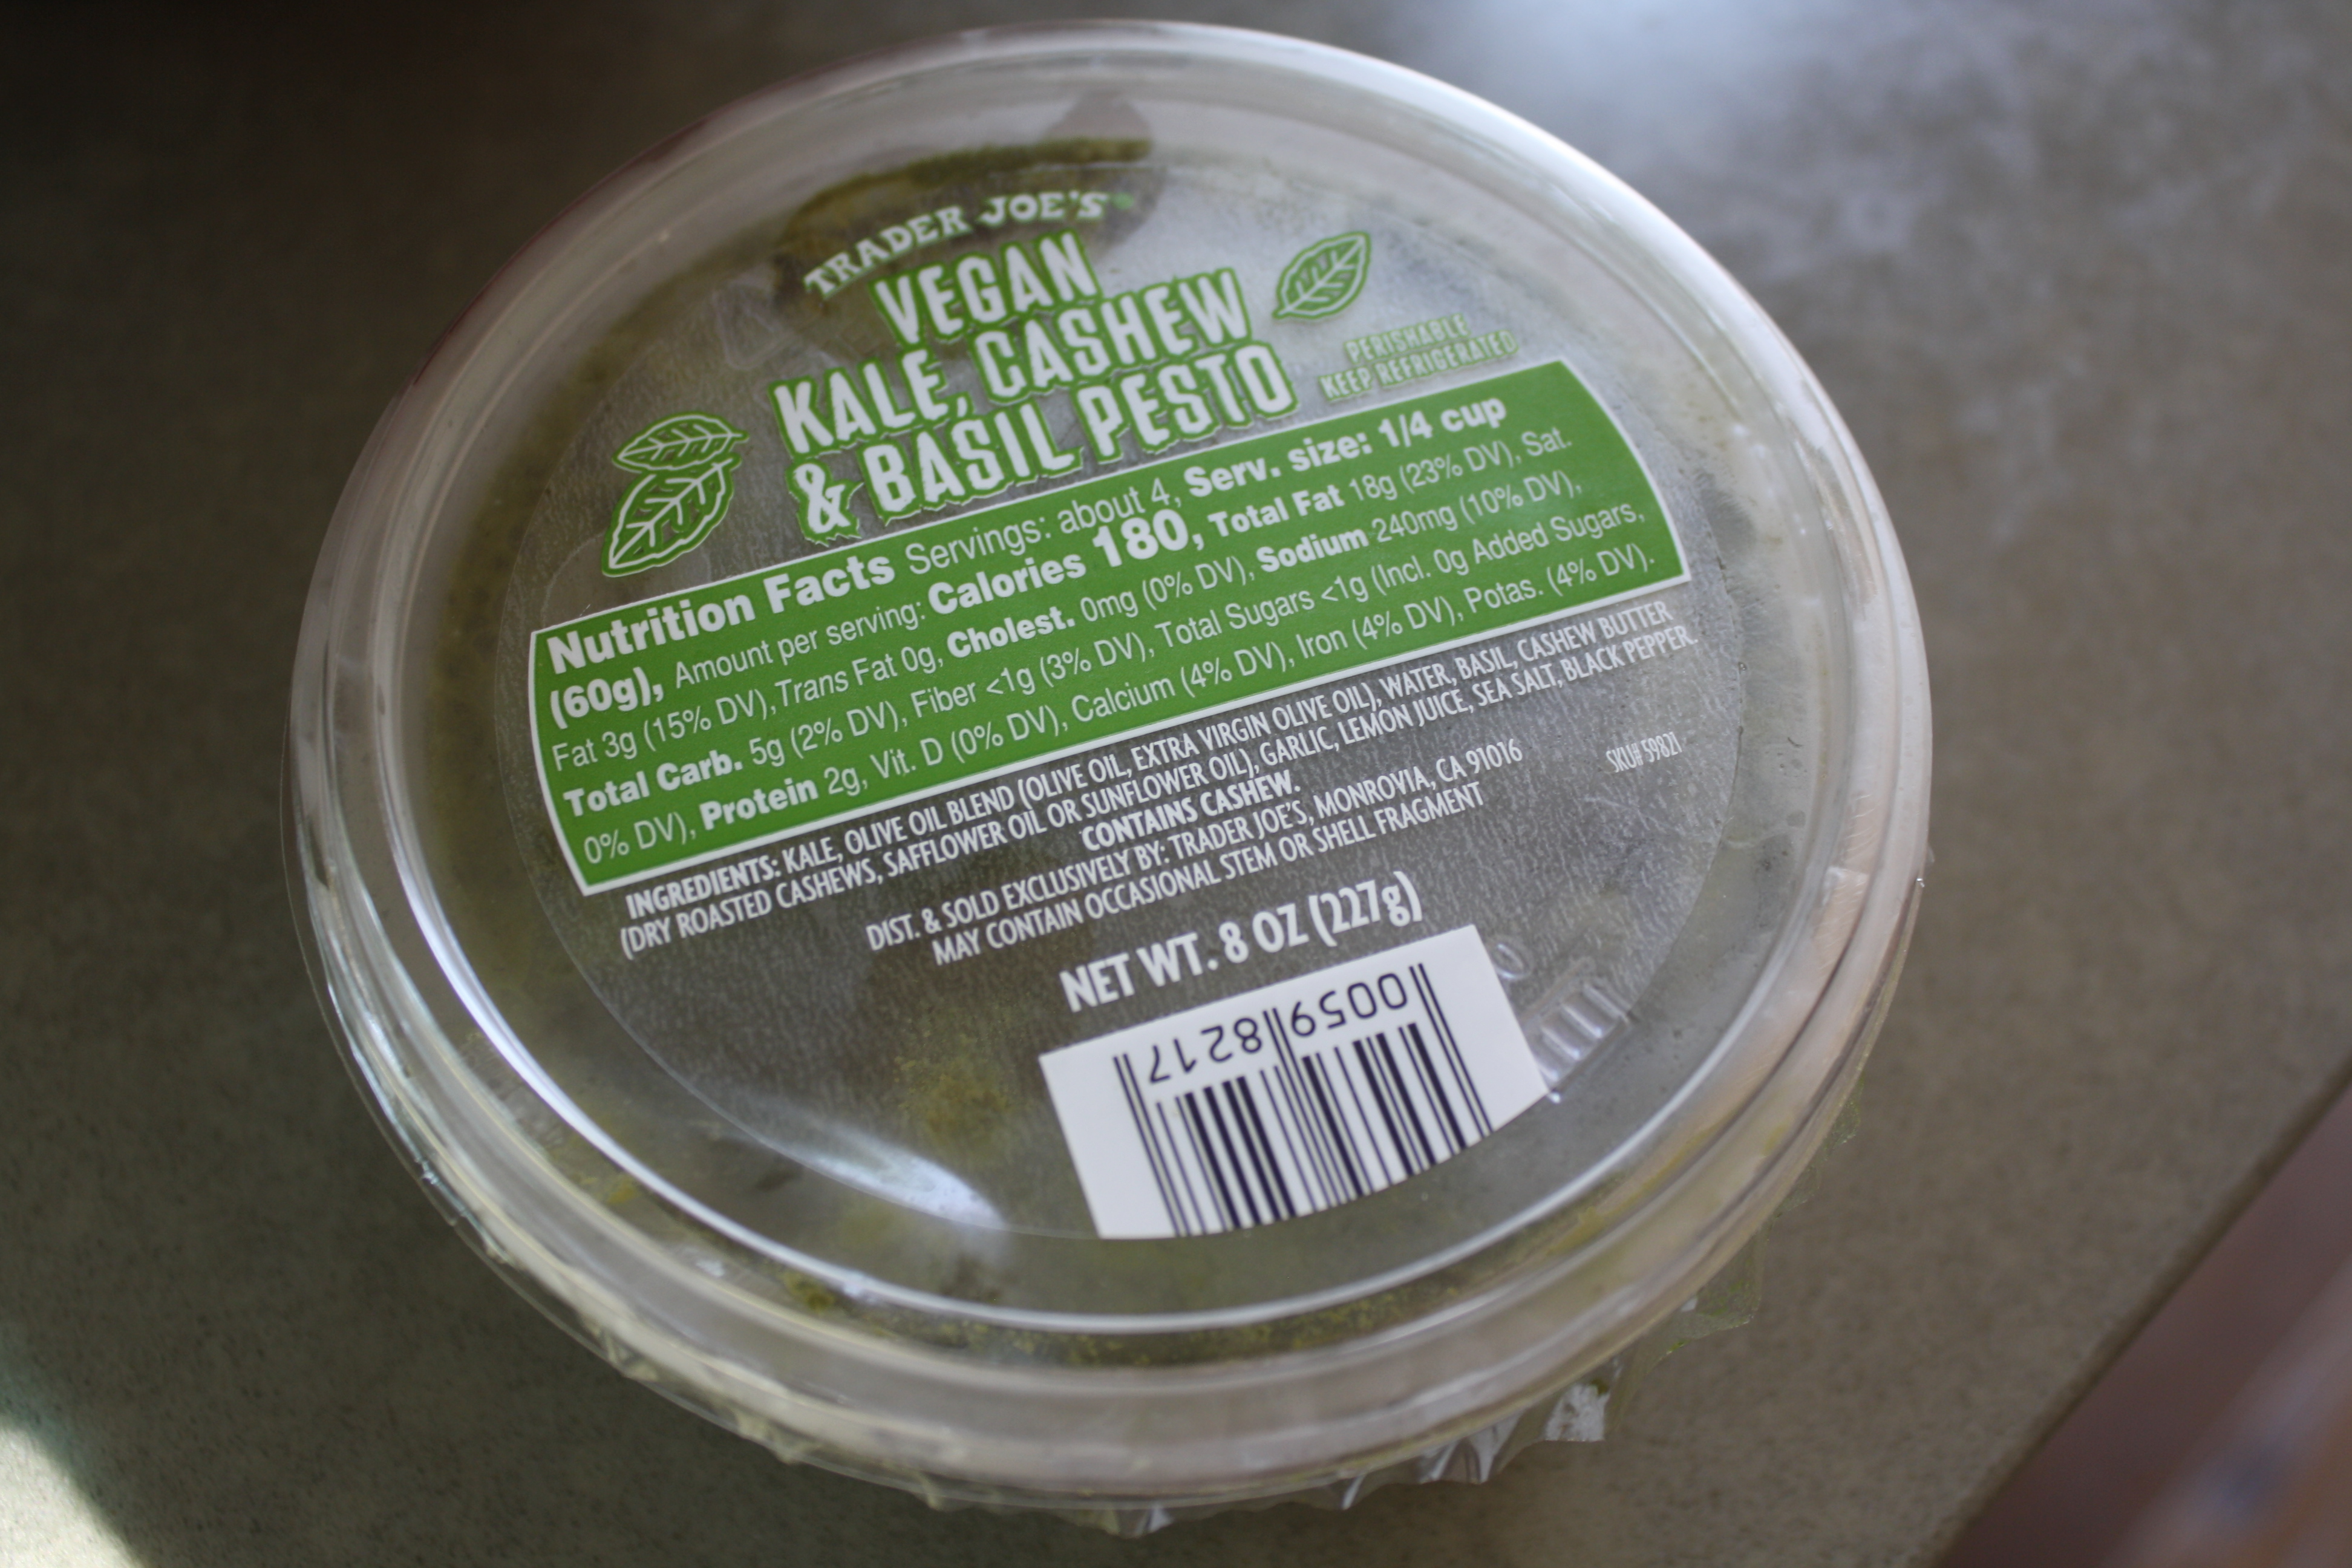 TRADER JOE'S
VEGAN
KALE, CASHEW
& BASIL PESTO
PERISHABLE
KEEP REFRIGERATED
Nutrition Facts Servings: about 4, Serv. size: 1/4 cup
(60g), Amount per serving: Calories 180, Total Fat 18g (23% DV), Sat.
Fat 3g (15% DV), Trans Fat 0g, Cholest. 0mg (0% DV), Sodium 240mg (10% DV),
Total Carb. 5g (2% DV), Fiber <1g (3% DV), Total Sugars <1g (Incl. 0g Added Sugars,
0% DV), Protein 2g, Vit. D (0% DV), Calcium (4% DV), Iron (4% DV), Potas. (4% DV).
INGREDIENTS: KALE, OLIVE OIL BLEND (OLIVE OIL, EXTRA VIRGIN OLIVE OIL), WATER, BASIL, CASHEW BUTTER
(DRY ROASTED CASHEWS, SAFFLOWER OIL OR SUNFLOWER OIL), GARLIC, LEMON JUICE, SEA SALT, BLACK PEPPER.
CONTAINS CASHEW.
DIST. & SOLD EXCLUSIVELY BY: TRADER JOE'S, MONROVIA, CA 91016
SKU# 59821
MAY CONTAIN OCCASIONAL STEM OR SHELL FRAGMENT
NET WT. 8 OZ (227g)
0059 8217